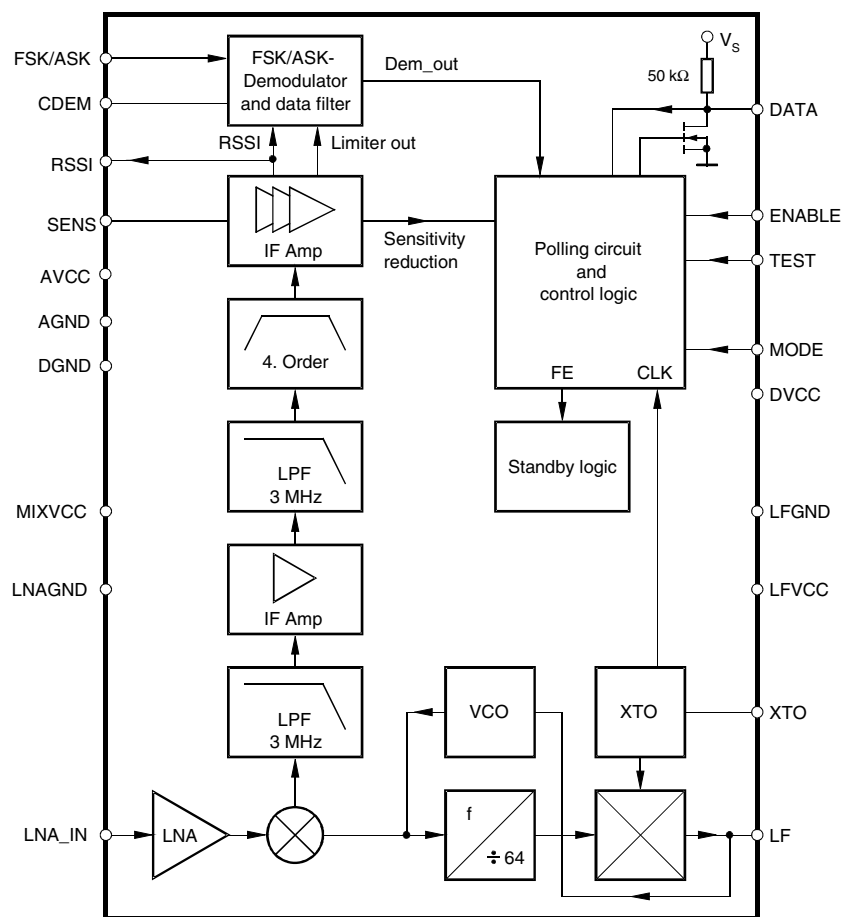 V_S
FSK/ASK
FSK/ASK-
Demodulator
and data filter
Dem_out
50 kΩ
CDEM
DATA
RSSI
Limiter out
RSSI
SENS
IF Amp
Sensitivity
reduction
Polling circuit
and
control logic
ENABLE
TEST
AVCC
AGND
DGND
4. Order
MODE
FE
CLK
DVCC
LPF
3 MHz
Standby logic
MIXVCC
LFGND
LNAGND
IF Amp
LFVCC
LPF
3 MHz
VCO
XTO
XTO
LNA_IN
LNA
f
÷ 64
LF